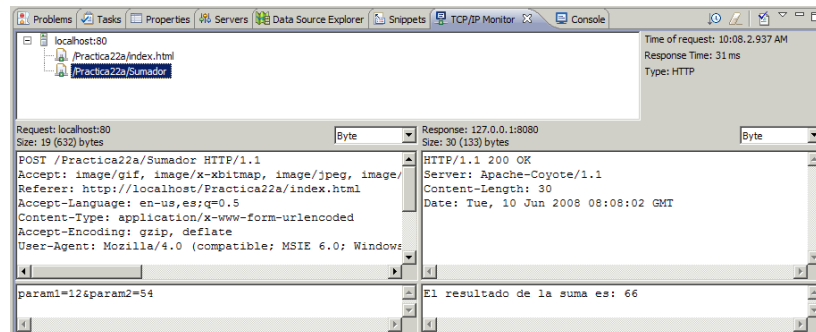 Problems Tasks Properties Servers Data Source Explorer Snippets TCP/IP Monitor Console
localhost:80
/Practica22a/index.html
/Practica22a/Sumador
Time of request: 10:08.2.937 AM
Response Time: 31 ms
Type: HTTP
Request: localhost:80
Size: 19 (632) bytes
Byte
Response: 127.0.0.1:8080
Size: 30 (133) bytes
Byte
POST /Practica22a/Sumador HTTP/1.1
Accept: image/gif, image/x-xbitmap, image/jpeg, image/
Referer: http://localhost/Practica22a/index.html
Accept-Language: en-us,es;q=0.5
Content-Type: application/x-www-form-urlencoded
Accept-Encoding: gzip, deflate
User-Agent: Mozilla/4.0 (compatible; MSIE 6.0; Windows
HTTP/1.1 200 OK
Server: Apache-Coyote/1.1
Content-Length: 30
Date: Tue, 10 Jun 2008 08:08:02 GMT
param1=12&param2=54
El resultado de la suma es: 66